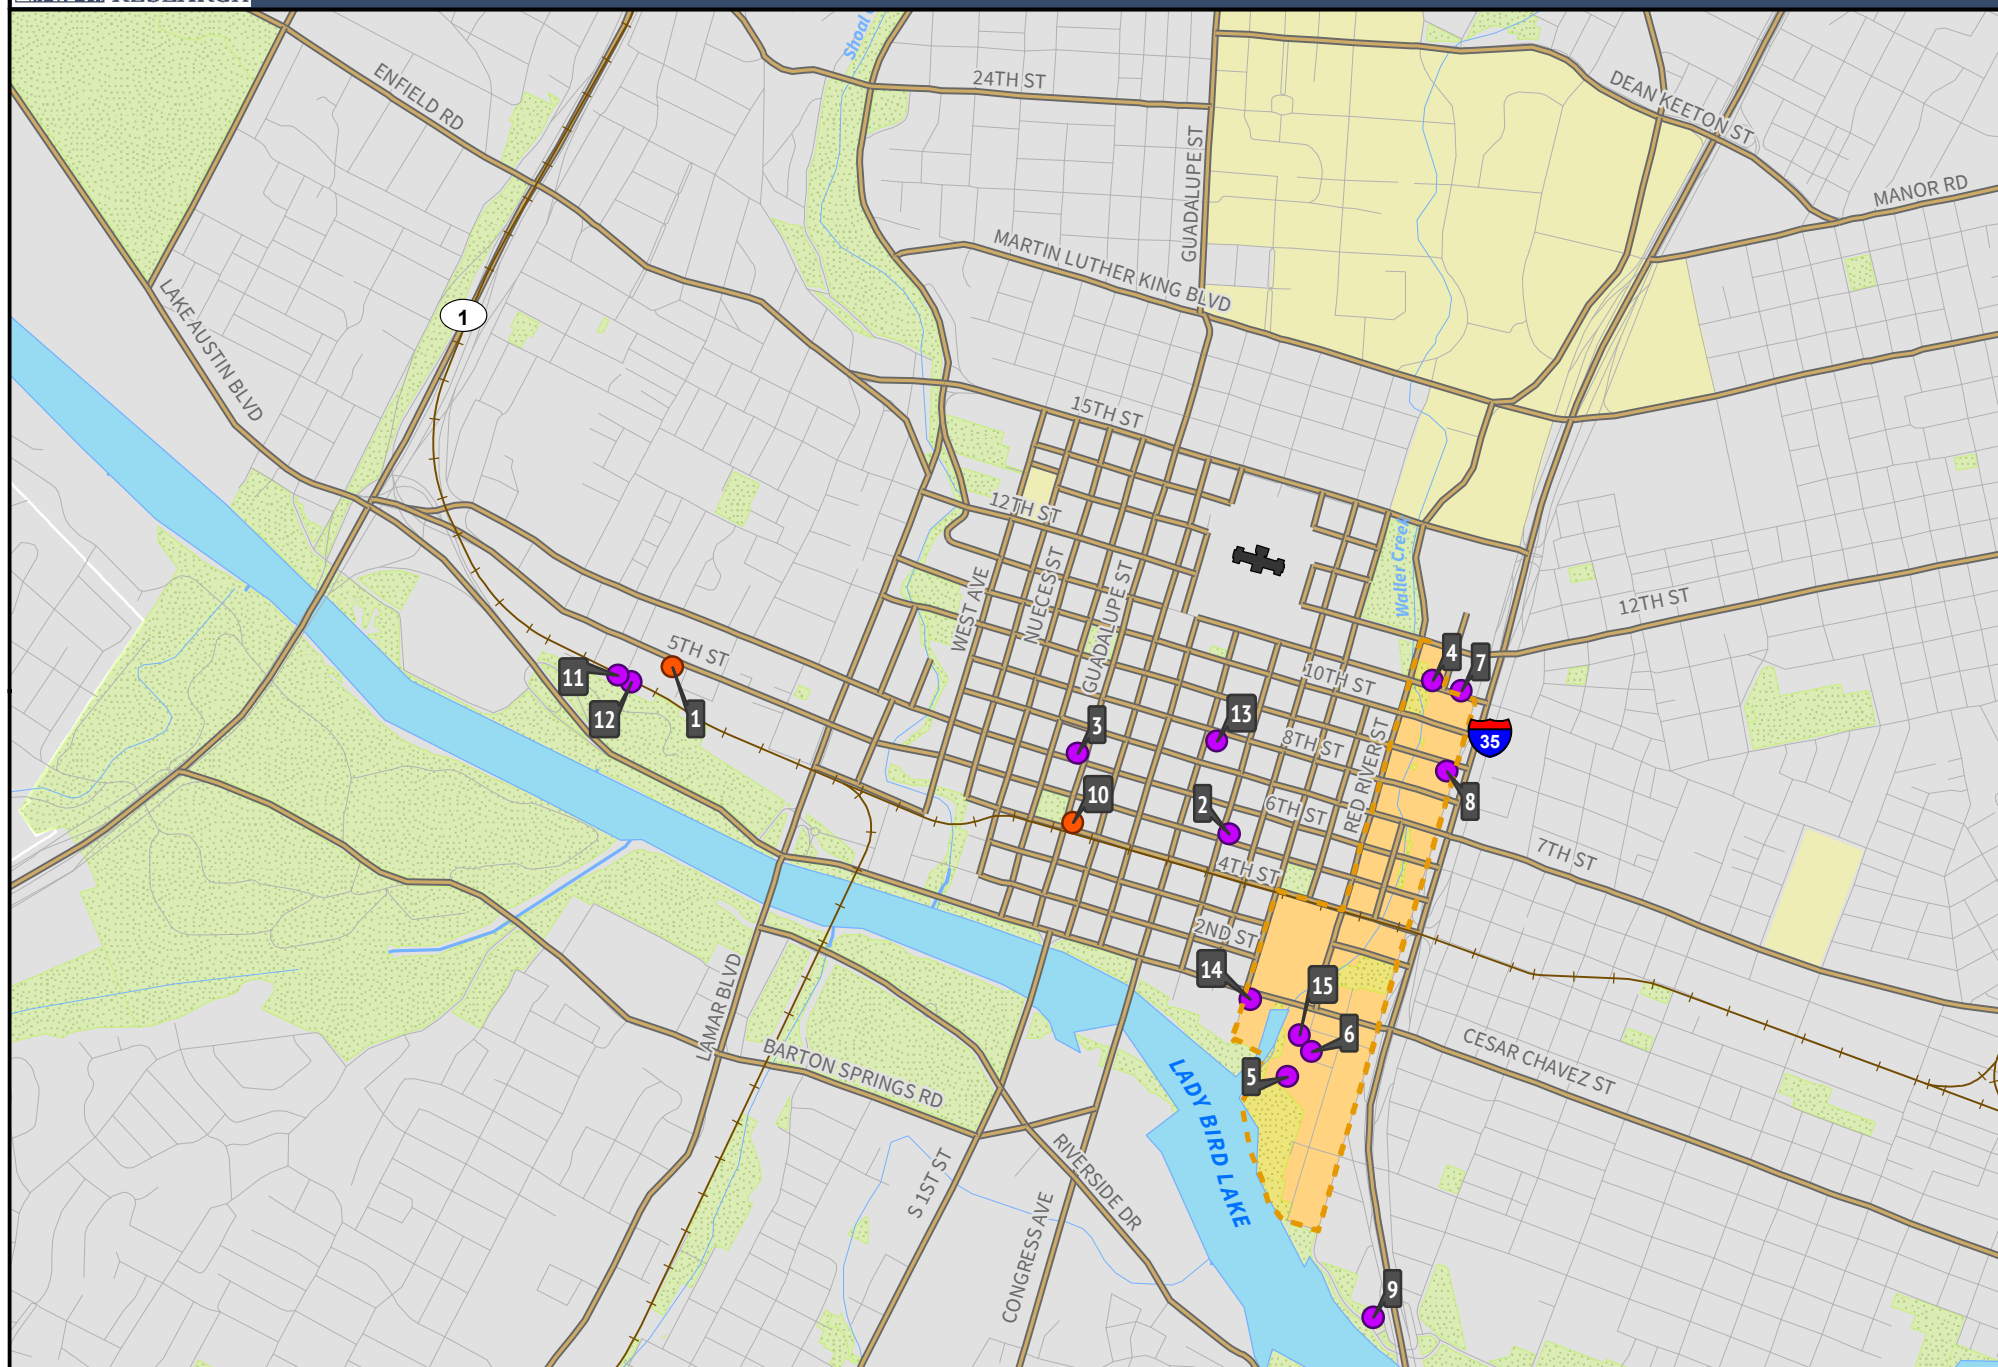 RESEARCH
Shoal
24TH ST
ENFIELD RD
DEAN KEETON ST
GUADALUPE ST
MANOR RD
MARTIN LUTHER KING BLVD
LAKE AUSTIN BLVD
1
15TH ST
12TH ST
Waller Creek
NUECES ST
WEST AVE
GUADALUPE ST
12TH ST
5TH ST
4
7
11
12
1
10TH ST
3
13
8TH ST
35
RED RIVER ST
10
2
6TH ST
8
7TH ST
4TH ST
2ND ST
14
15
LAMAR BLVD
6
CESAR CHAVEZ ST
BARTON SPRINGS RD
5
LADY BIRD LAKE
S 1ST ST
RIVERSIDE DR
CONGRESS AVE
9